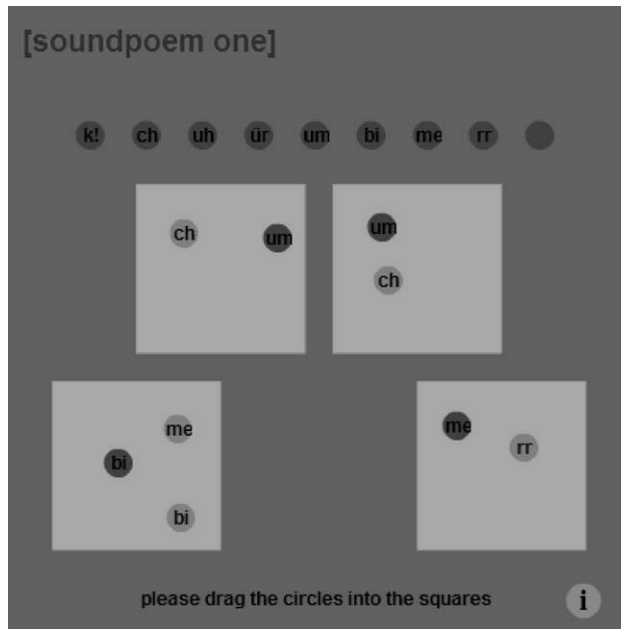 [soundpoem one]
k! ch uh ür um bi me rr
ch um
um
ch
me
bi
bi
me
rr
please drag the circles into the squares
i